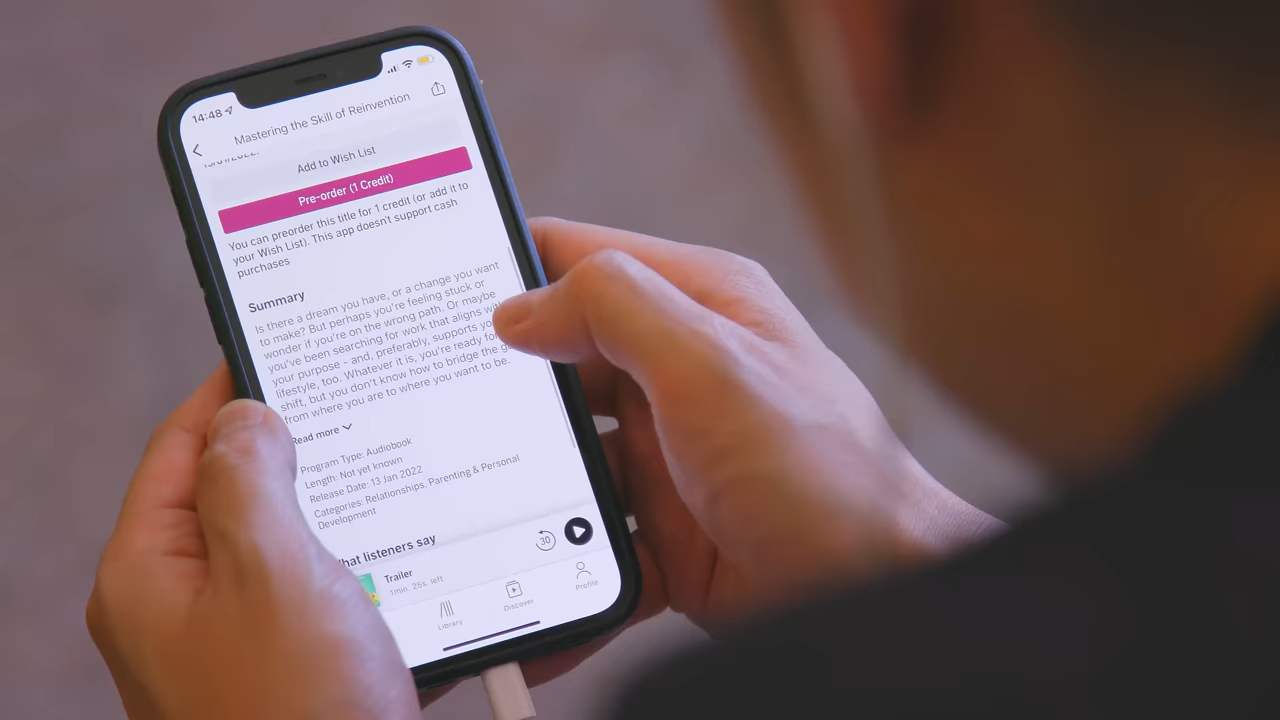 14:48
Mastering the Skill of Reinvention
Add to Wish List
Pre-order (1 Credit)
You can preorder this title for 1 credit (or add it to
your Wish List). This app doesn't support cash
purchases
Summary
Is there a dream you have, or a change you want
to make? But perhaps you're feeling stuck or
wonder if you're on the wrong path. Or maybe
you've been searching for work that aligns with
your purpose – and, preferably, supports
lifestyle, too. Whatever it is, you're ready
shift, but you don't know how to bridge the
from where you are to where you want to be.
Read more
Program Type: Audiobook
Length: Not yet known
Release Date: 13 Jan 2022
Categories: Relationships, Parenting & Personal
Development
hat listeners say
Trailer
1min. 25s. left
30
Library
Discover
Profile